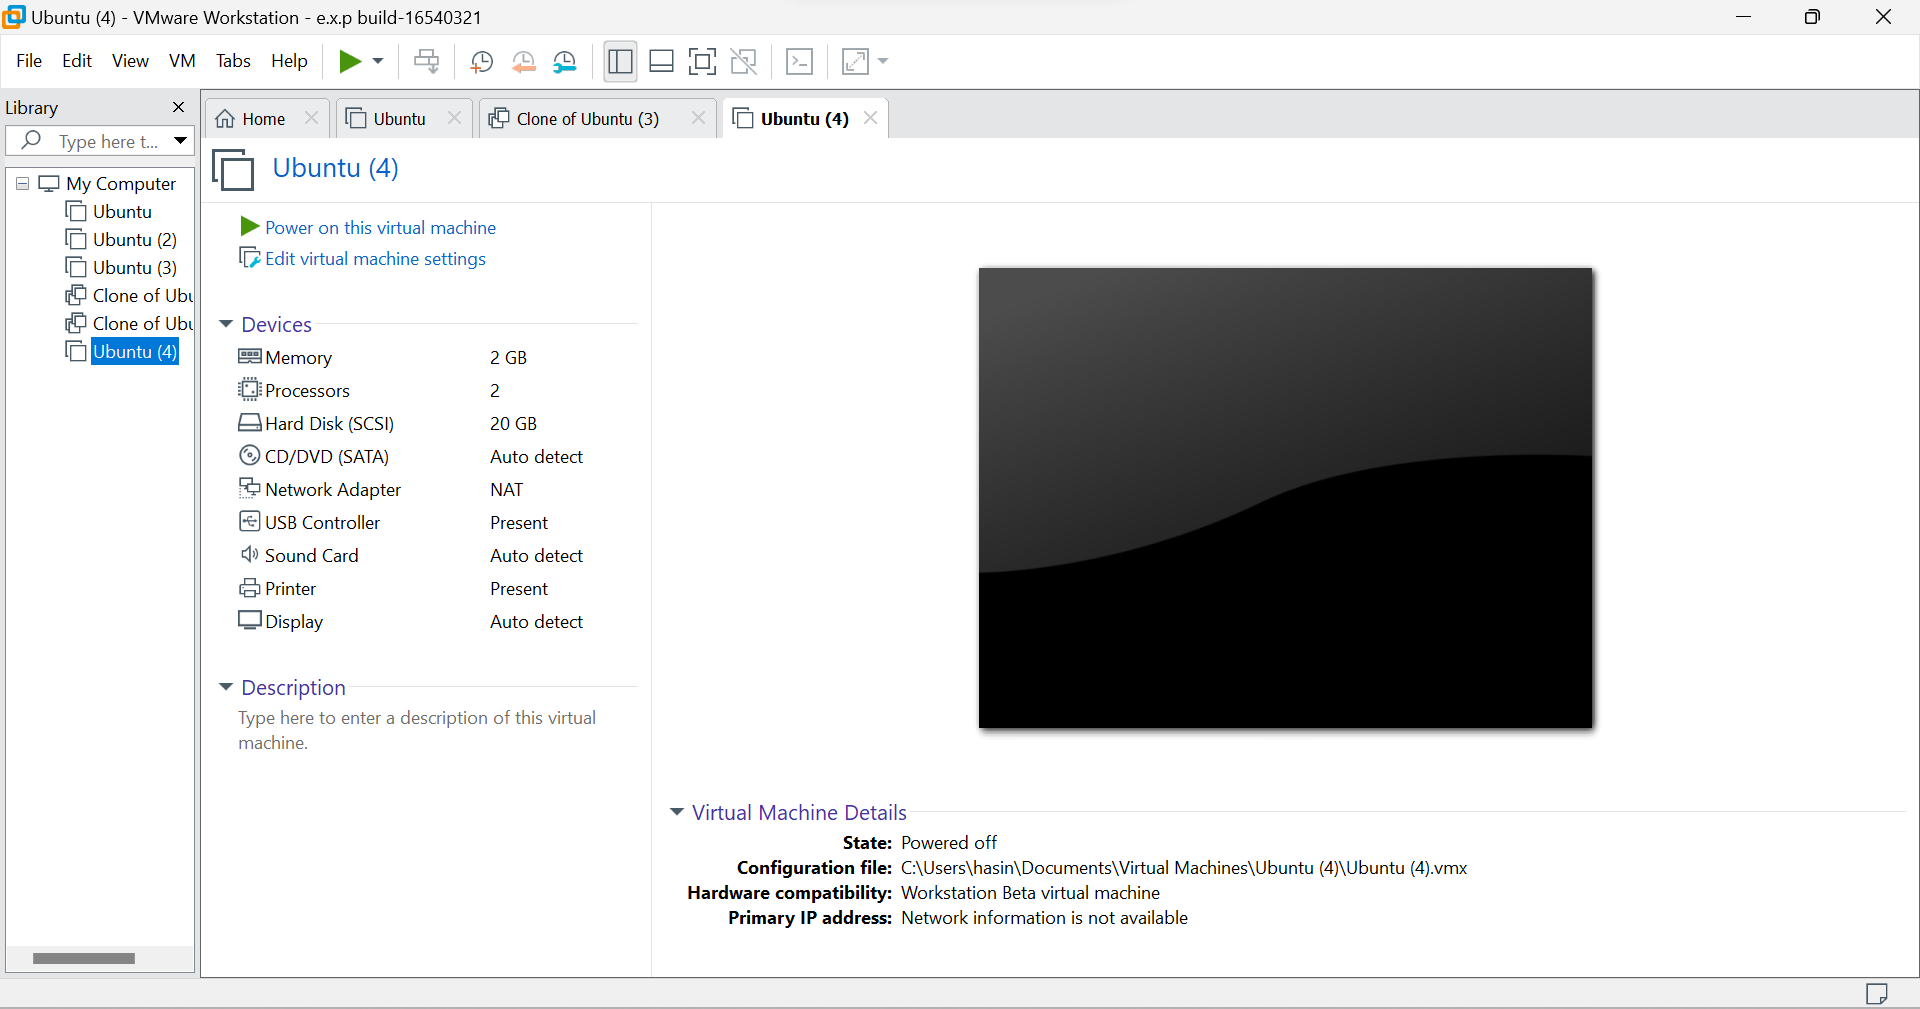 Ubuntu (4) - VMware Workstation - e.x.p build-16540321
File Edit View VM Tabs Help
Library
Type here t...
My Computer
Ubuntu
Ubuntu (2)
Ubuntu (3)
Clone of Ubu
Clone of Ubu
Ubuntu (4)
Home Ubuntu Clone of Ubuntu (3) Ubuntu (4)
Ubuntu (4)
Power on this virtual machine
Edit virtual machine settings
Devices
Memory 2 GB
Processors 2
Hard Disk (SCSI) 20 GB
CD/DVD (SATA) Auto detect
Network Adapter NAT
USB Controller Present
Sound Card Auto detect
Printer Present
Display Auto detect
Description
Type here to enter a description of this virtual
machine.
Virtual Machine Details
State: Powered off
Configuration file: C:\Users\hasin\Documents\Virtual Machines\Ubuntu (4)\Ubuntu (4).vmx
Hardware compatibility: Workstation Beta virtual machine
Primary IP address: Network information is not available